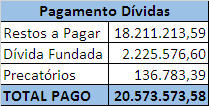 Pagamento Dívidas
Restos a Pagar 18.211.213,59
Dívida Fundada 2.225.576,60
Precatórios 136.783,39
TOTAL PAGO 20.573.573,58